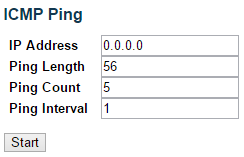 ICMP Ping
IP Address 0.0.0.0
Ping Length 56
Ping Count 5
Ping Interval 1
Start